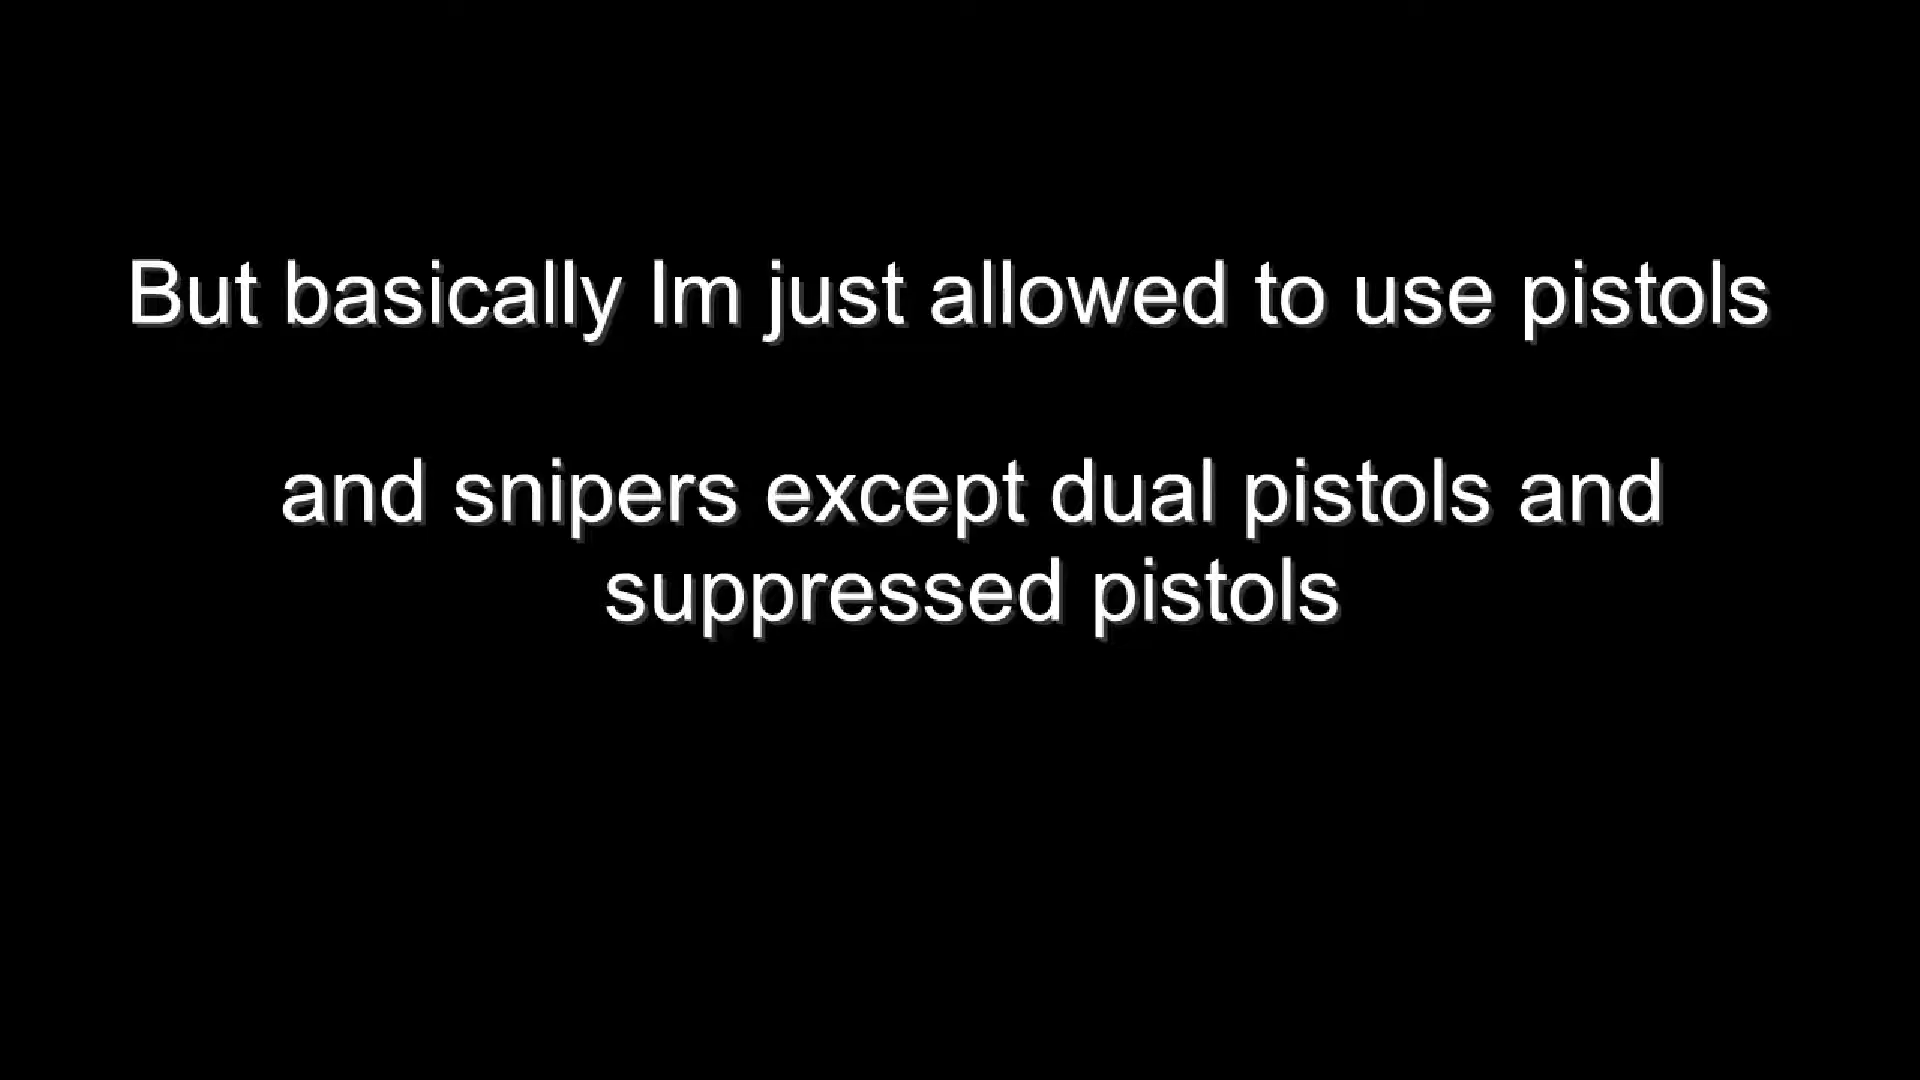 But basically Im just allowed to use pistols
and snipers except dual pistols and
suppressed pistols